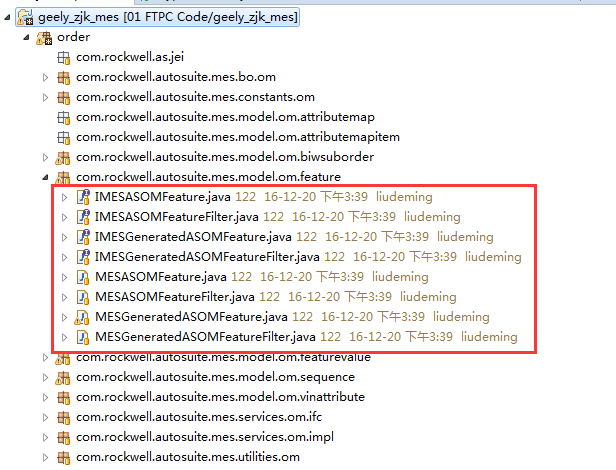 geely_zjk_mes [01 FTPC Code/geely_zjk_mes]
order
com.rockwell.as.jei
com.rockwell.autosuite.mes.bo.om
com.rockwell.autosuite.mes.constants.om
com.rockwell.autosuite.mes.model.om.attributemap
com.rockwell.autosuite.mes.model.om.attributemapitem
com.rockwell.autosuite.mes.model.om.biwsuborder
com.rockwell.autosuite.mes.model.om.feature
IMESASOMFeature.java 122 16-12-20 下午3:39 liudeming
IMESASOMFeatureFilter.java 122 16-12-20 下午3:39 liudeming
IMESGeneratedASOMFeature.java 122 16-12-20 下午3:39 liudeming
IMESGeneratedASOMFeatureFilter.java 122 16-12-20 下午3:39 liudeming
MESASOMFeature.java 122 16-12-20 下午3:39 liudeming
MESASOMFeatureFilter.java 122 16-12-20 下午3:39 liudeming
MESGeneratedASOMFeature.java 122 16-12-20 下午3:39 liudeming
MESGeneratedASOMFeatureFilter.java 122 16-12-20 下午3:39 liudeming
com.rockwell.autosuite.mes.model.om.featurevalue
com.rockwell.autosuite.mes.model.om.sequence
com.rockwell.autosuite.mes.model.om.vinattribute
com.rockwell.autosuite.mes.services.om.ifc
com.rockwell.autosuite.mes.services.om.impl
com.rockwell.autosuite.mes.utilities.om